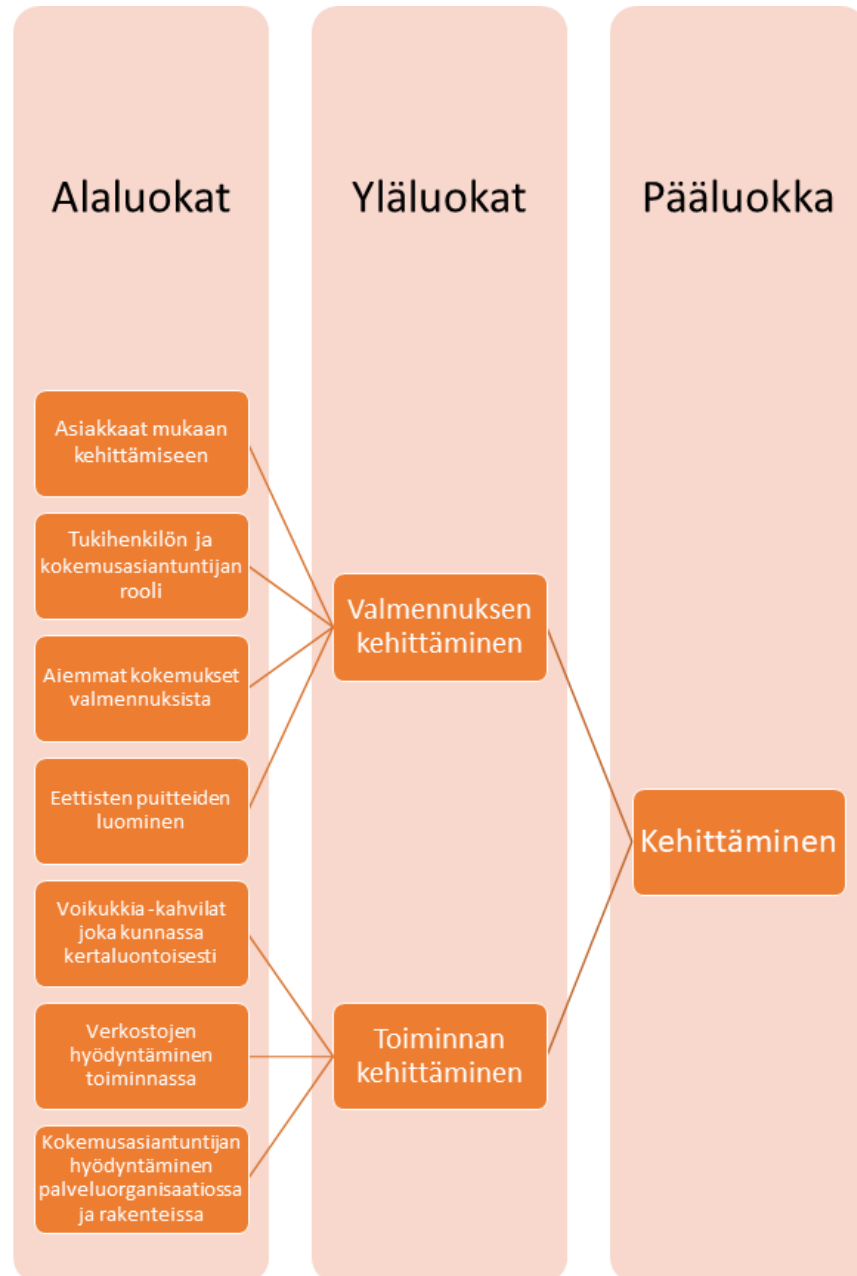 Alaluokat
Yläluokat
Pääluokka
Asiakkaat mukaan
kehittämiseen
Tukihenkilön ja
kokemusasiantuntijan
rooli
Aiemmat kokemukset
valmennuksista
Eettisten puitteiden
luominen
Voikukkia -kahvilat
joka kunnassa
kertaluontoisesti
Verkostojen
hyödyntäminen
toiminnassa
Kokemusasiantuntijan
hyödyntäminen
palveluorganisaatiossa
ja rakenteissa
Valmennuksen
kehittäminen
Toiminnan
kehittäminen
Kehittäminen